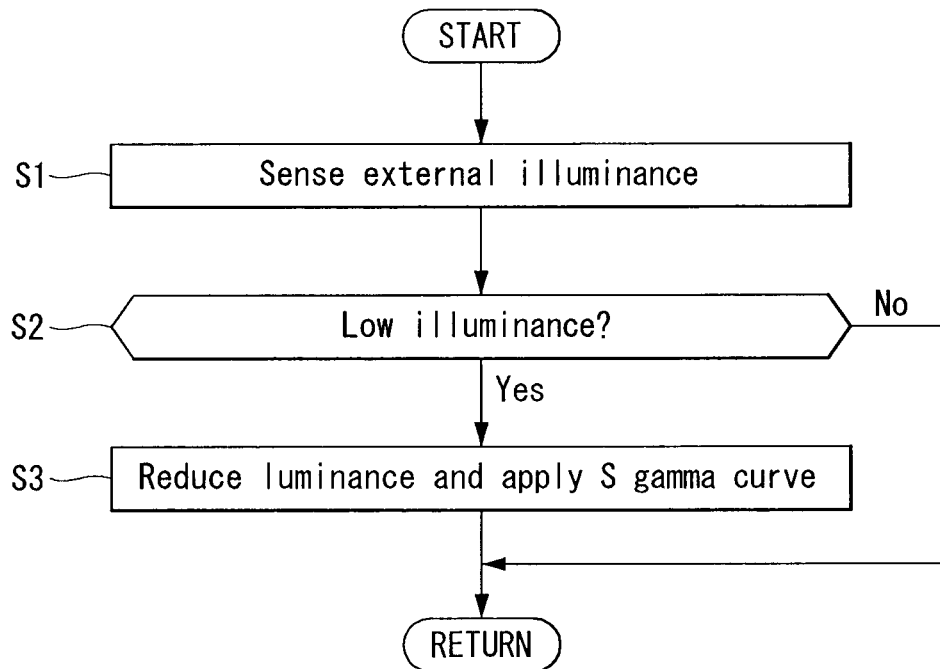 START
S1
Sense external illuminance
S2
Low illuminance?
No
Yes
S3
Reduce luminance and apply S gamma curve
RETURN